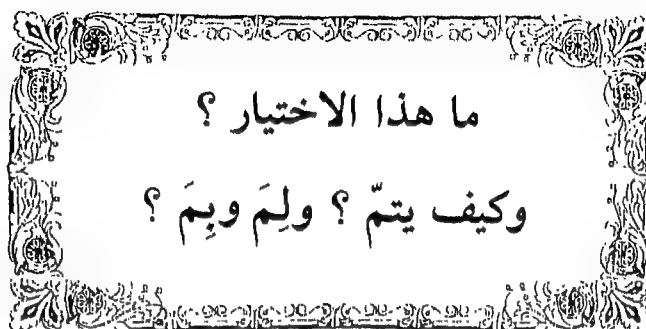 ما هذا الاختيار ؟
وكيف يتمّ ؟ ولِمَ وبِمَ ؟